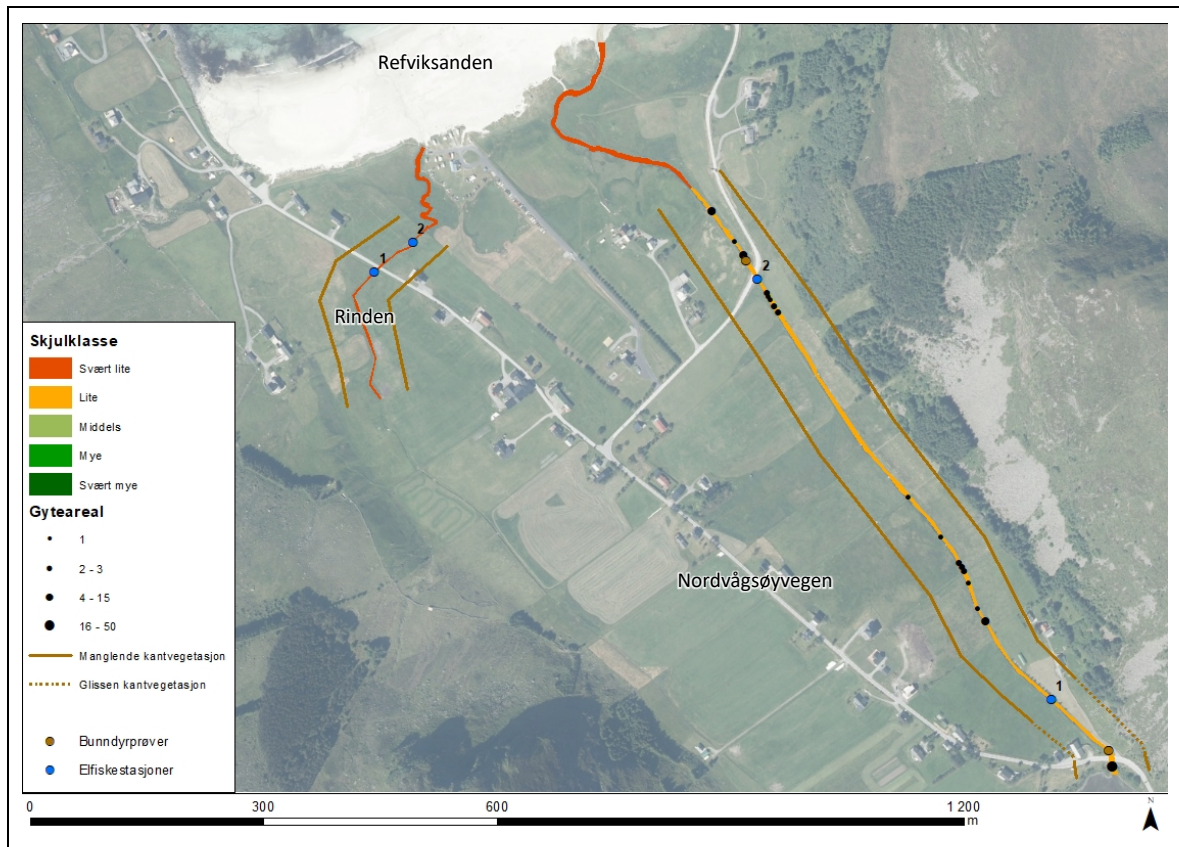 Refviksanden
2
1
Rinden
2
Nordvågsøyvegen
1
Skjulklasse
Svært lite
Lite
Middels
Mye
Svært mye
Gyteareal
1
2 - 3
4 - 15
16 - 50
Manglende kantvegetasjon
Glissen kantvegetasjon
Bunndyrprøver
Elfiskestasjoner
0 300 600 1 200
m
N